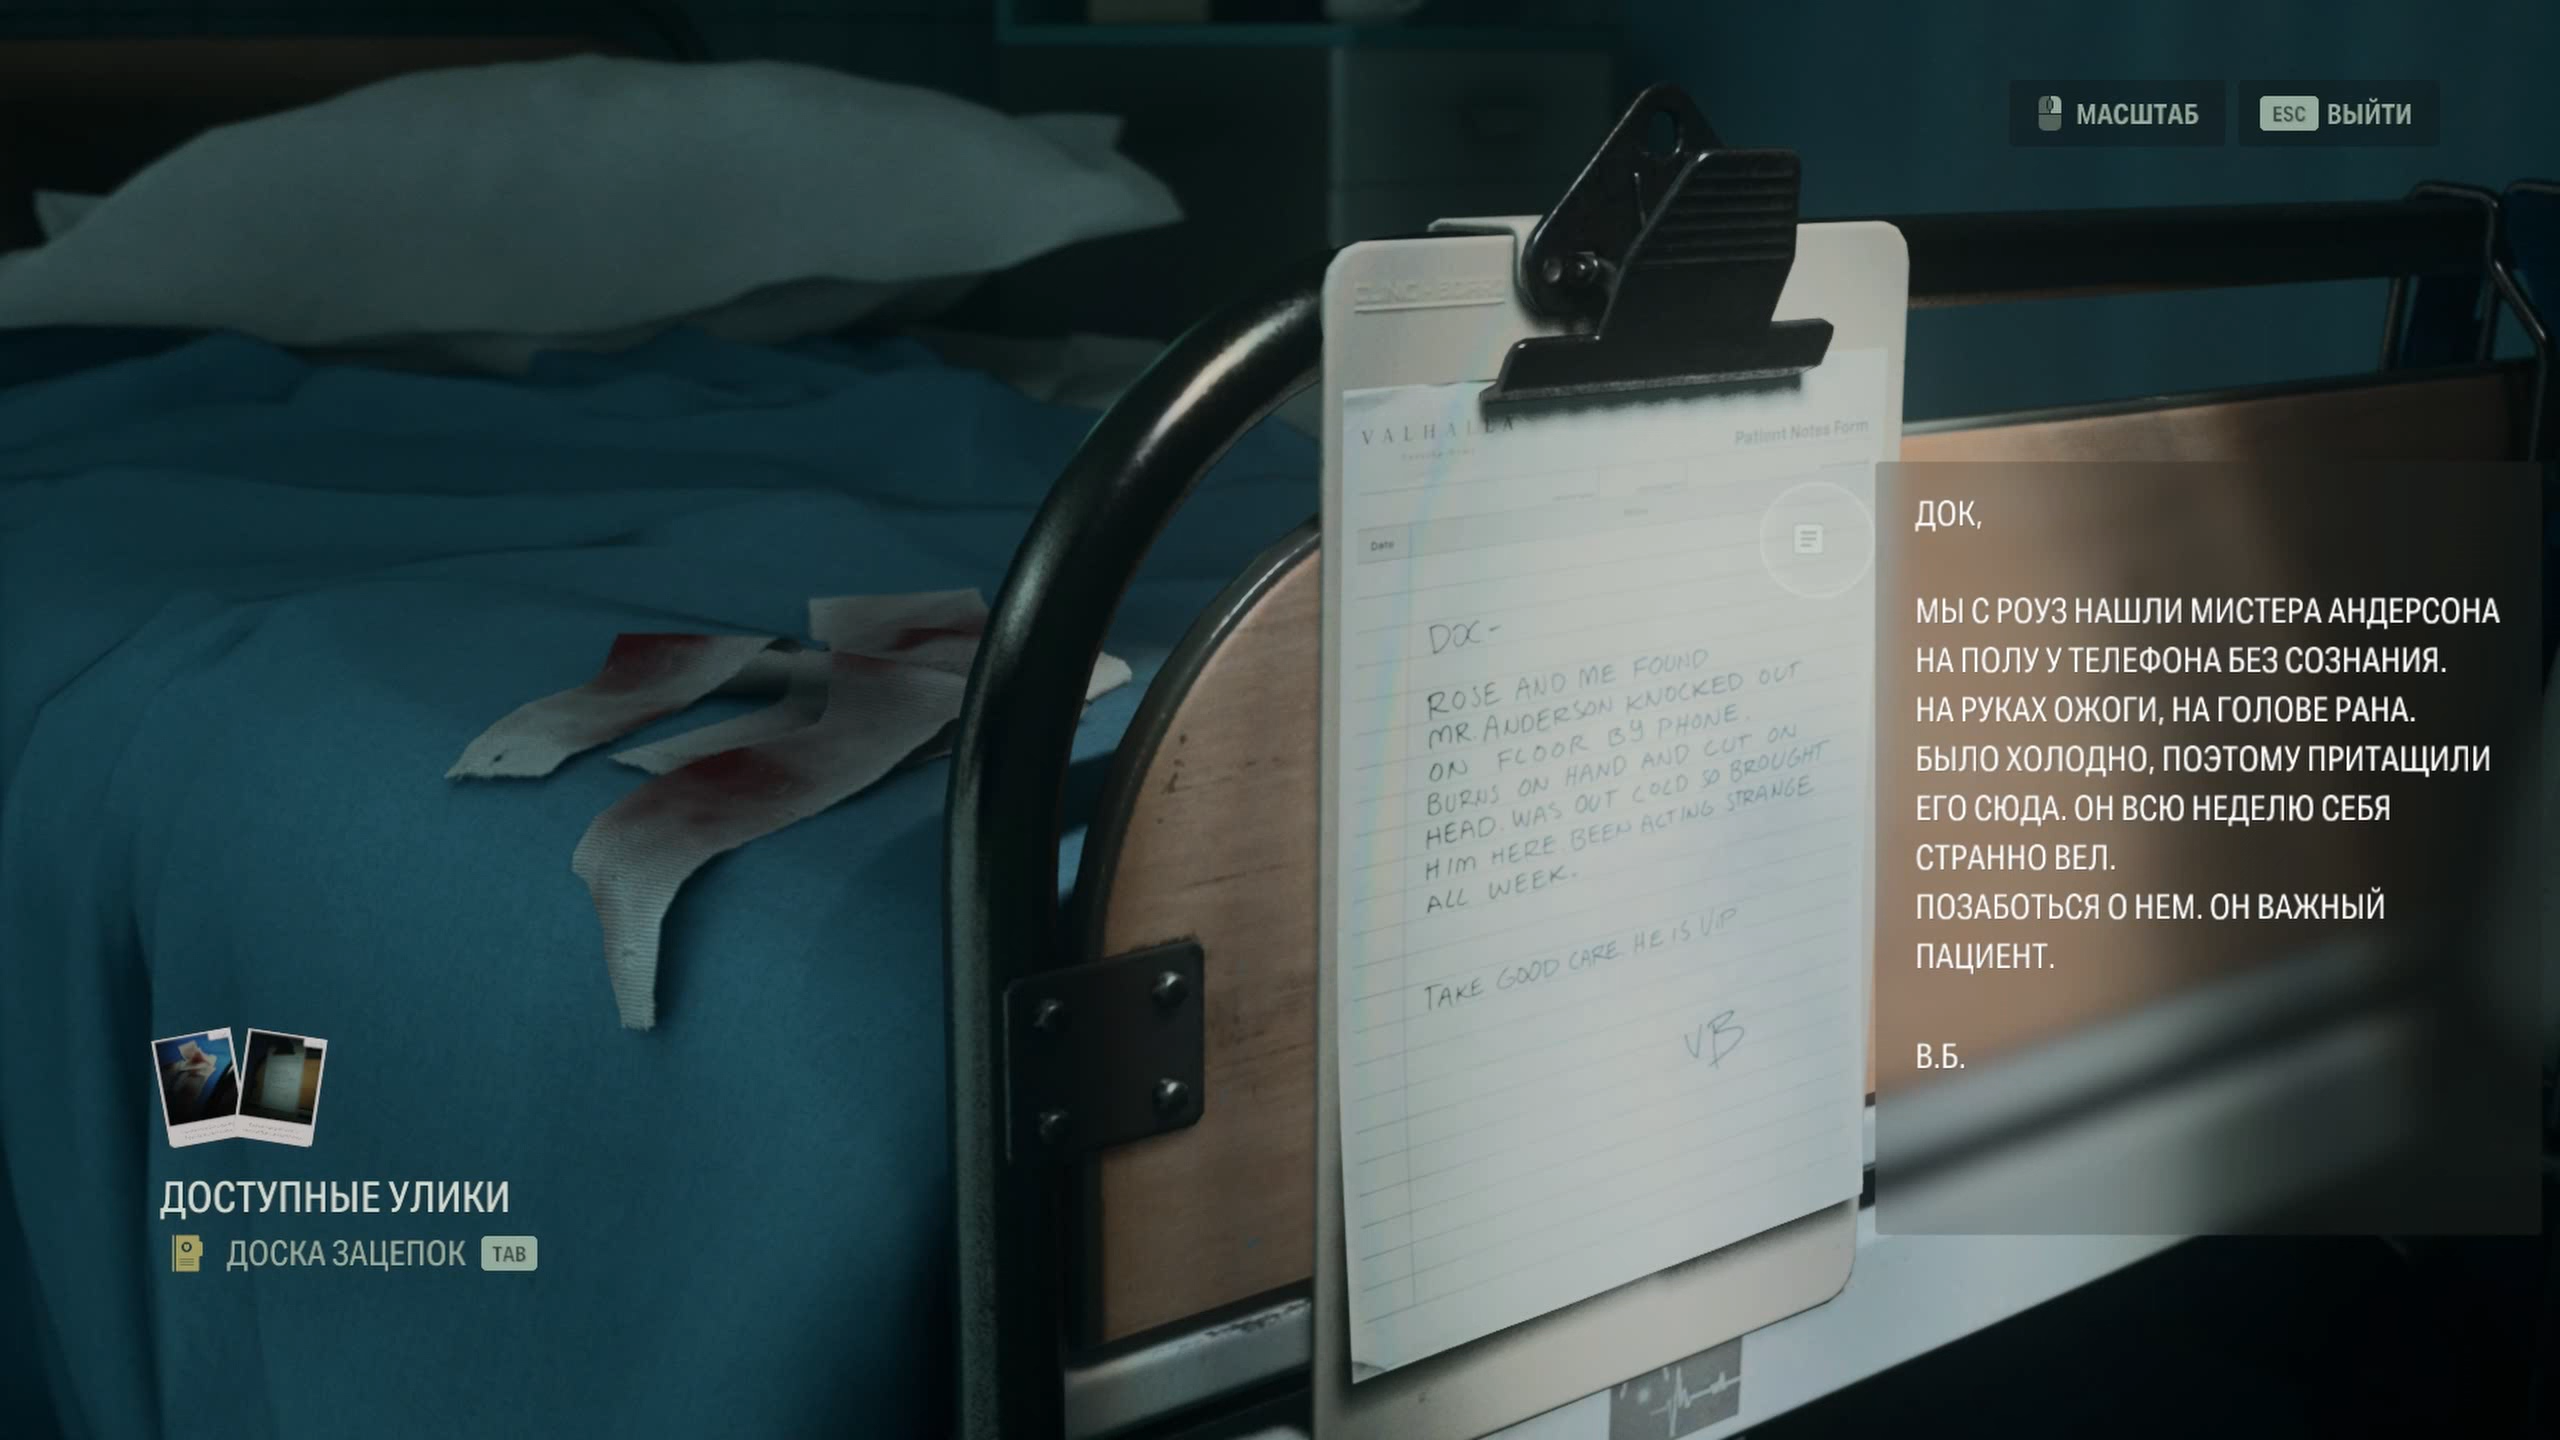 МАСШТАБ
ESC ВЫЙТИ
VALHALLA
Patient Notes Form
Date
DOC-
ROSE AND ME FOUND
MR. ANDERSON KNOCKED OUT
ON FLOOR BY PHONE.
BURNS ON HAND AND CUT ON
HEAD. WAS OUT COLD SO BROUGHT
HIM HERE. BEEN ACTING STRANGE
ALL WEEK.
TAKE GOOD CARE HE IS V.I.P
VB
ДОК,
МЫ С РОУЗ НАШЛИ МИСТЕРА АНДЕРСОНА
НА ПОЛУ У ТЕЛЕФОНА БЕЗ СОЗНАНИЯ.
НА РУКАХ ОЖОГИ, НА ГОЛОВЕ РАНА.
БЫЛО ХОЛОДНО, ПОЭТОМУ ПРИТАЩИЛИ
ЕГО СЮДА. ОН ВСЮ НЕДЕЛЮ СЕБЯ
СТРАННО ВЕЛ.
ПОЗАБОТЬСЯ О НЕМ. ОН ВАЖНЫЙ
ПАЦИЕНТ.
В.Б.
ДОСТУПНЫЕ УЛИКИ
ДОСКА ЗАЦЕПОК TAB